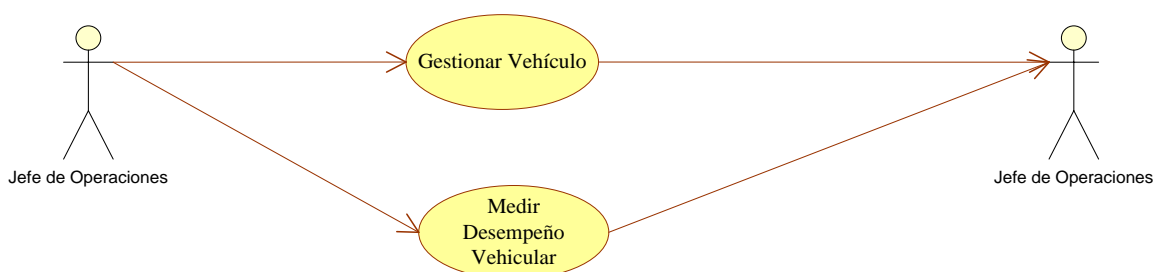 Gestionar Vehículo
Jefe de Operaciones
Jefe de Operaciones
Medir
Desempeño
Vehicular